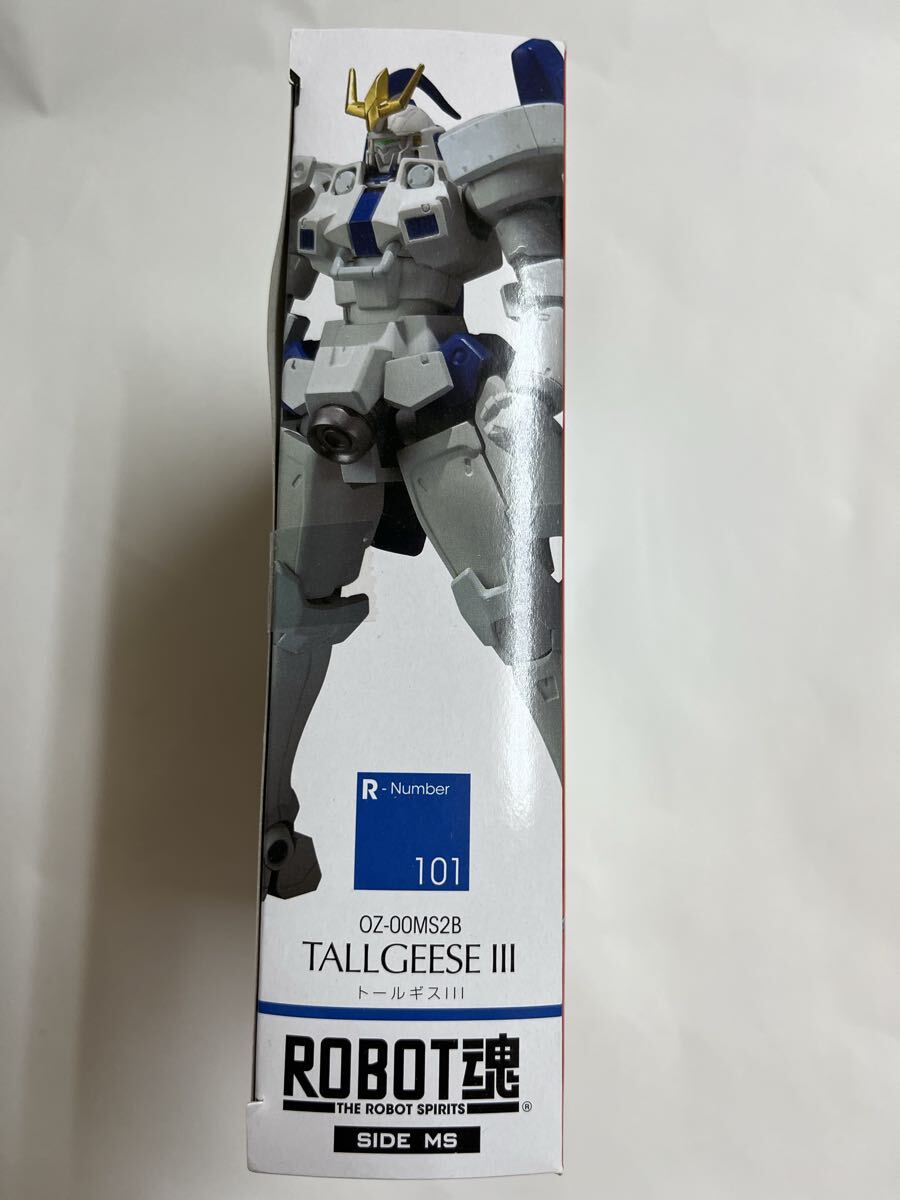 R - Number
101
OZ-00MS2B
TALLGEESE III
トールギスIII
ROBOT魂
THE ROBOT SPIRITS ®
SIDE MS